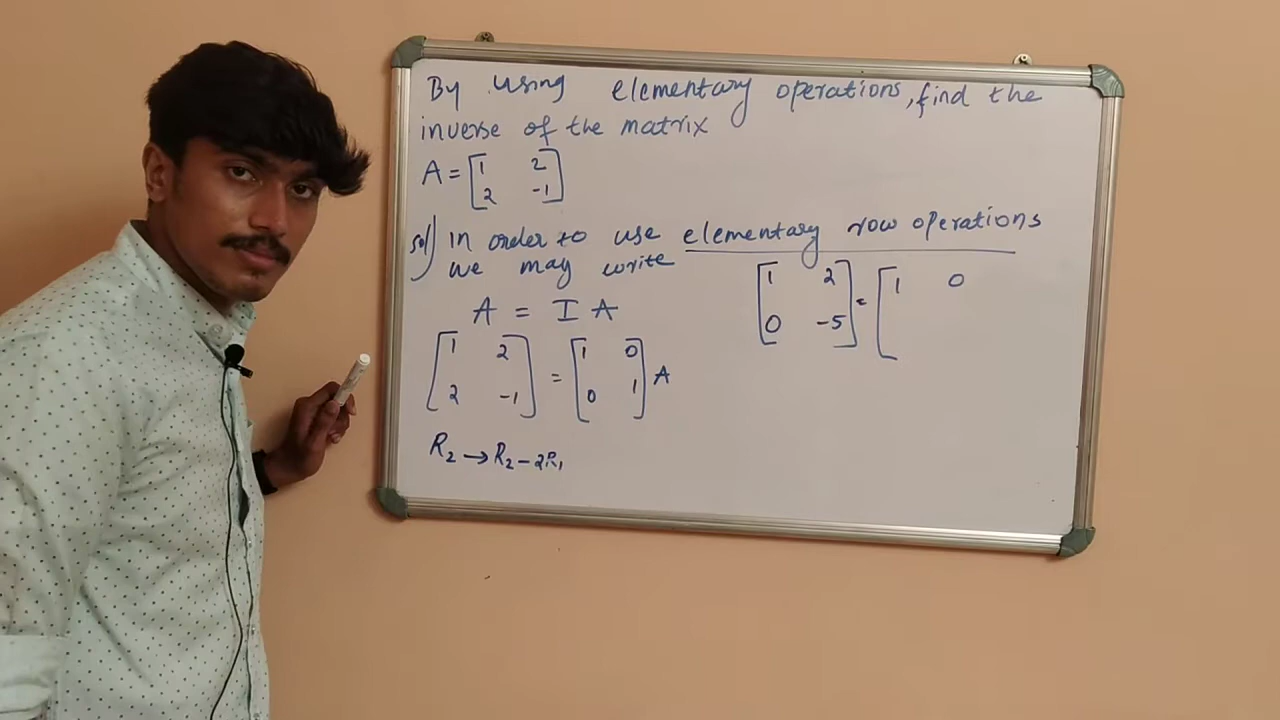 By using elementary operations, find the
inverse of the matrix
A = [1 2
2 -1]
sol) in order to use elementary row operations
we may write
A = I A
[1 2
2 -1] = [1 0
0 1] A
R₂ → R₂ - 2R₁
[1 2
0 -5] = [1 0